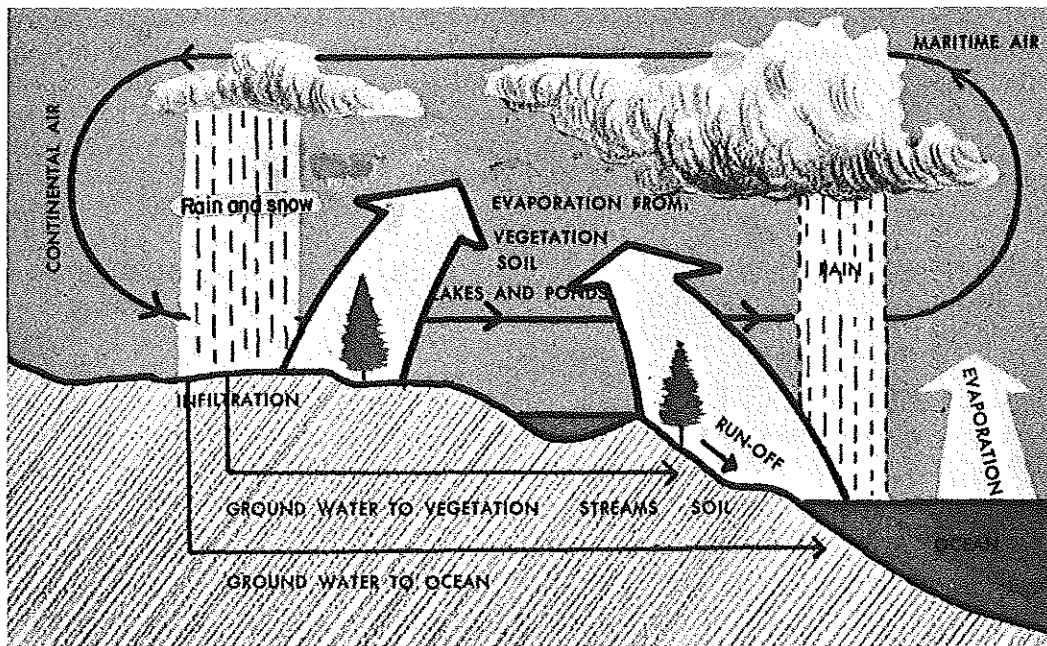 MARITIME AIR
CONTINENTAL AIR
Rain and snow
EVAPORATION FROM:
VEGETATION
SOIL
LAKES AND PONDS
RAIN
EVAPORATION
INFILTRATION
RUN-OFF
GROUND WATER TO VEGETATION STREAMS SOIL
OCEAN
GROUND WATER TO OCEAN